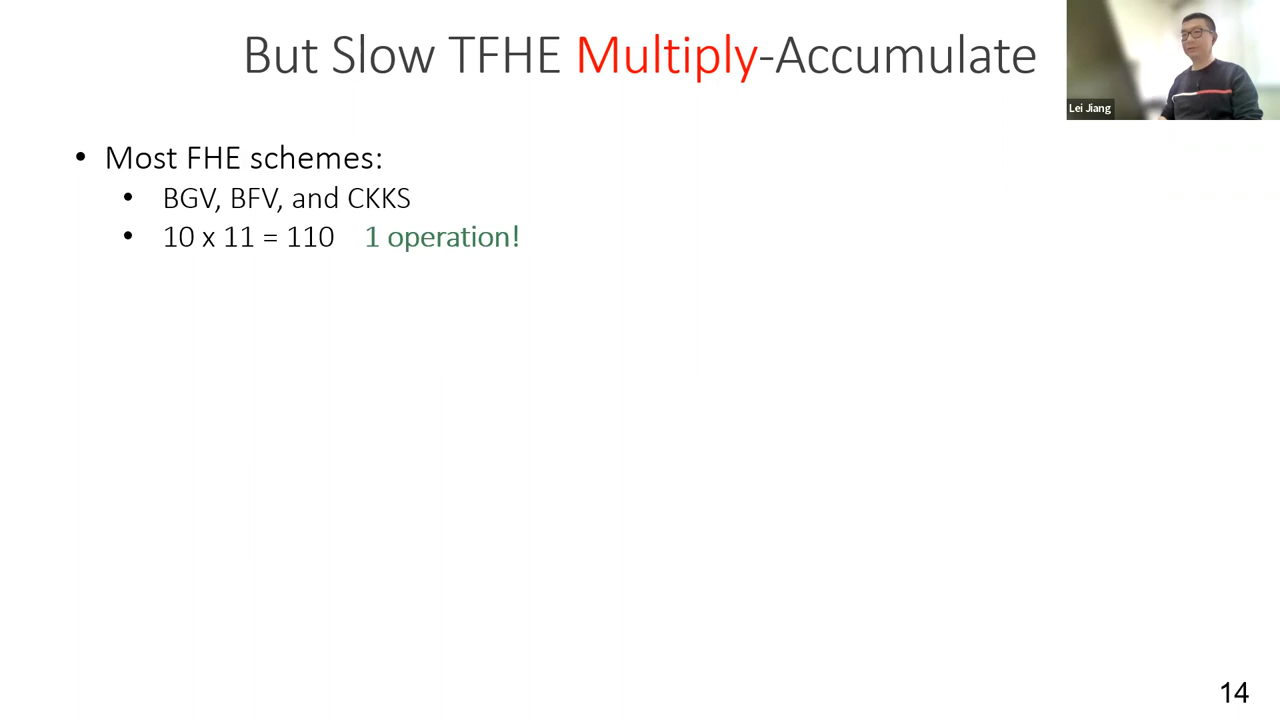 But Slow TFHE Multiply-Accumulate
Lei Jiang
• Most FHE schemes:
• BGV, BFV, and CKKS
• 10 x 11 = 110 1 operation!
14